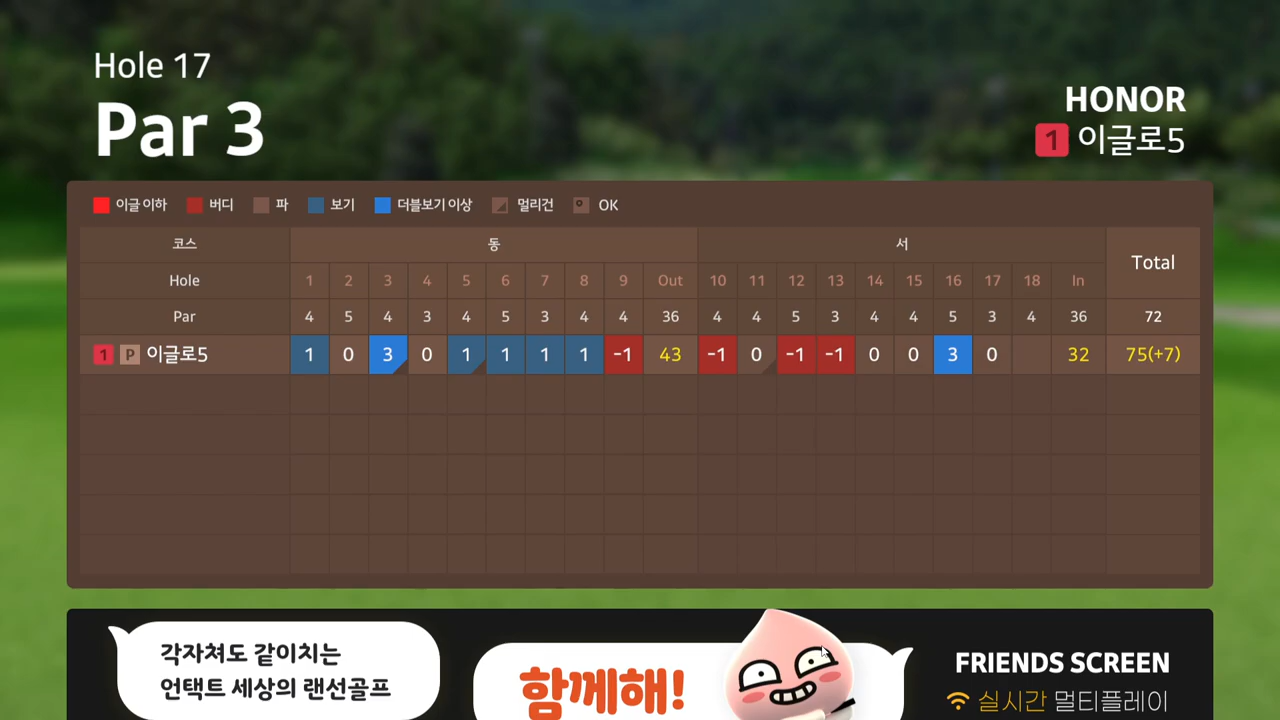 Hole 17
Par 3
HONOR
1 이글로5
이글 이하 버디 파 보기 더블보기 이상 멀리건 OK
코스 동 서 Total
Hole 1 2 3 4 5 6 7 8 9 Out 10 11 12 13 14 15 16 17 18 In
Par 4 5 4 3 4 5 3 4 4 36 4 4 5 3 4 4 5 3 4 36 72
1 P 이글로5 1 0 3 0 1 1 1 1 -1 43 -1 0 -1 -1 0 0 3 0 32 75(+7)
각자쳐도 같이치는
언택트 세상의 랜선골프
함께해!
FRIENDS SCREEN
실시간 멀티플레이